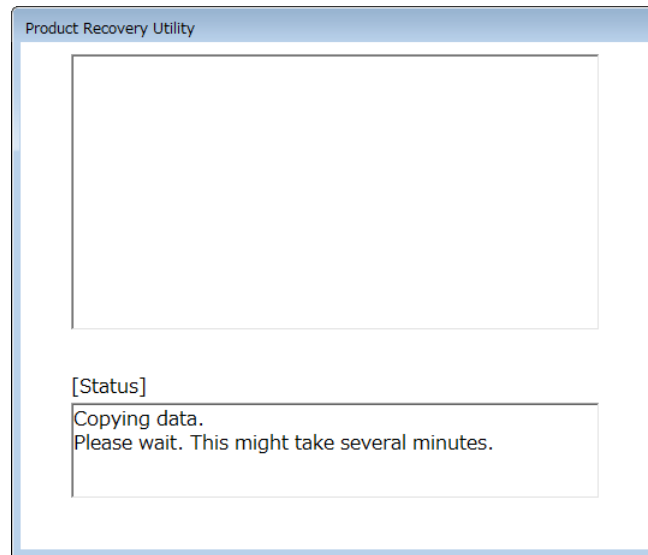 Product Recovery Utility
[Status]
Copying data.
Please wait. This might take several minutes.